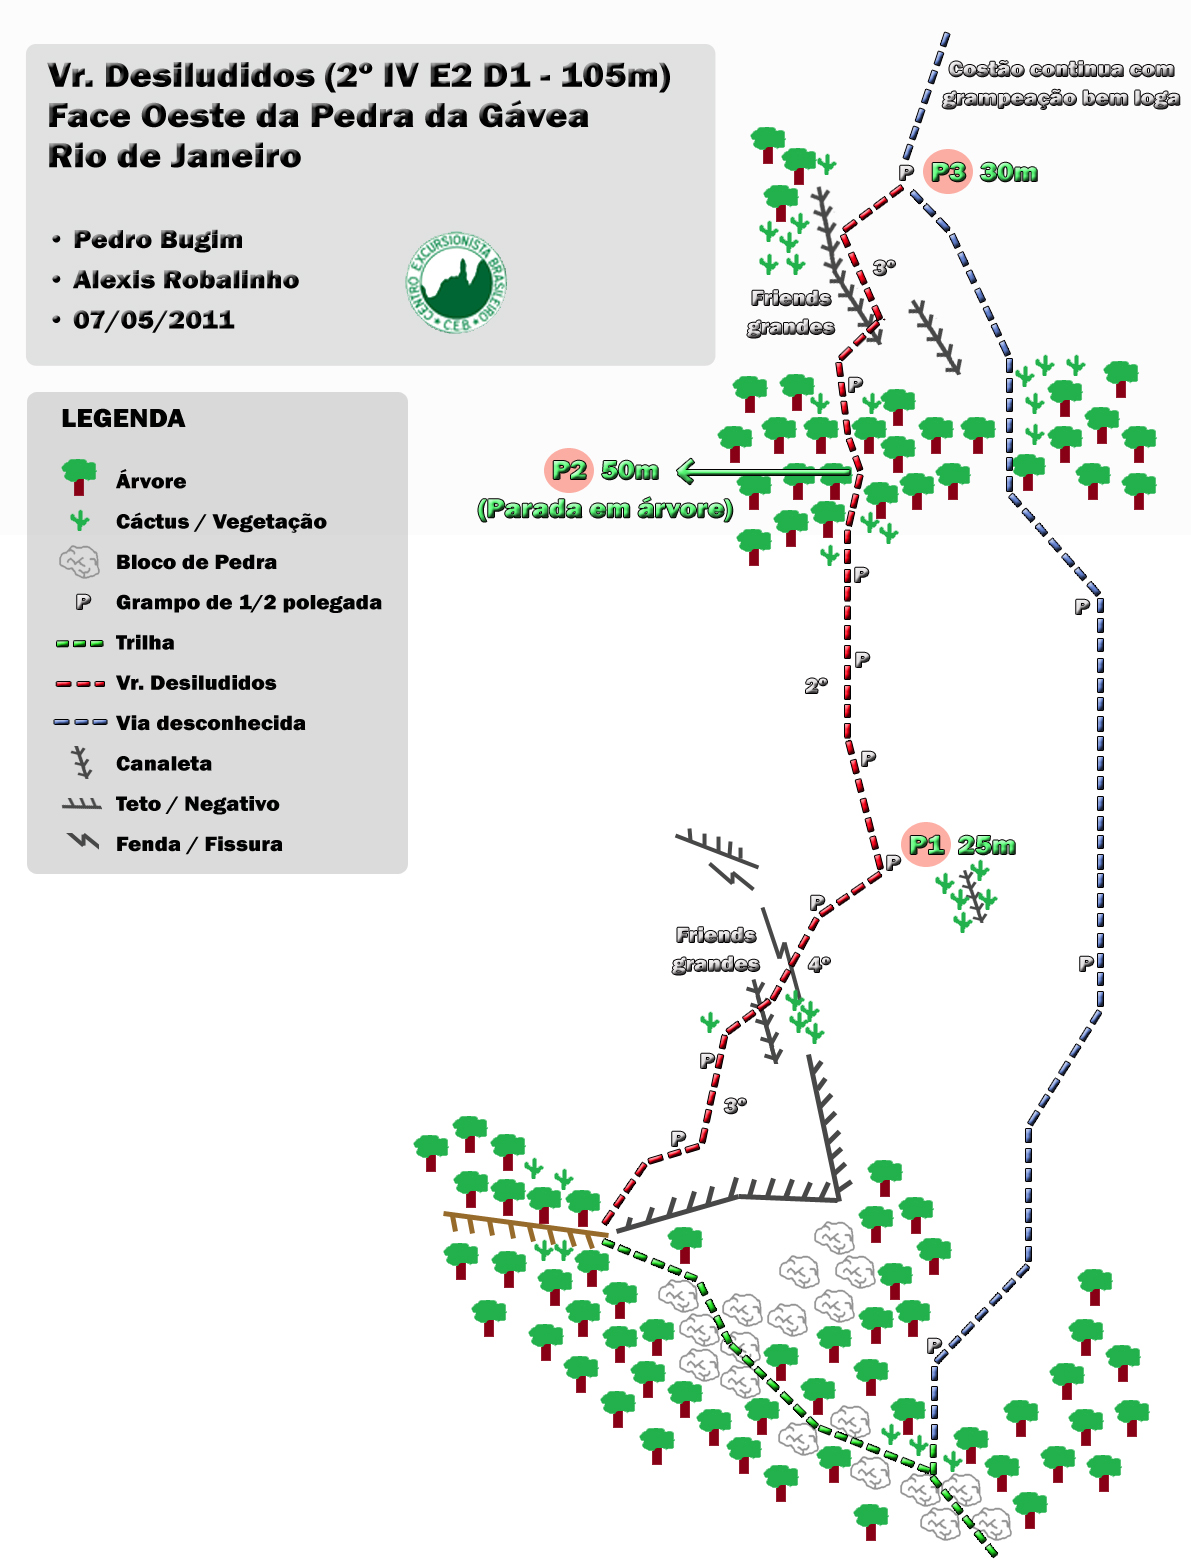 Vr. Desiludidos (2º IV E2 D1 - 105m)
Face Oeste da Pedra da Gávea
Rio de Janeiro
• Pedro Bugim
• Alexis Robalinho
• 07/05/2011
CENTRO EXCURSIONISTA BRASILEIRO
• C.E.B. •
LEGENDA
Árvore
Cáctus / Vegetação
Bloco de Pedra
P Grampo de 1/2 polegada
Trilha
Vr. Desiludidos
Via desconhecida
Canaleta
Teto / Negativo
Fenda / Fissura
Costão continua com
grampeação bem loga
P
P3 30m
3º
Friends
grandes
P
P2 50m
(Parada em árvore)
P
P
P
2º
P
P1 25m
P
P
Friends
grandes
4º
P
P
3º
P
P